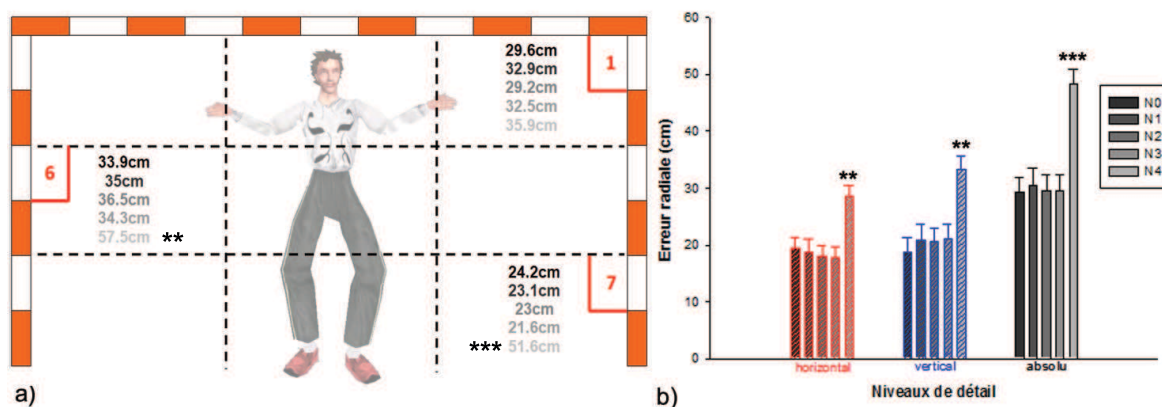 1
29.6cm
32.9cm
29.2cm
32.5cm
35.9cm
6
33.9cm
35cm
36.5cm
34.3cm
57.5cm **
7
24.2cm
23.1cm
23cm
21.6cm
*** 51.6cm
a)
Erreur radiale (cm)
60
50
40
30
20
10
0
**
**
***
N0
N1
N2
N3
N4
horizontal vertical absolu
Niveaux de détail
b)